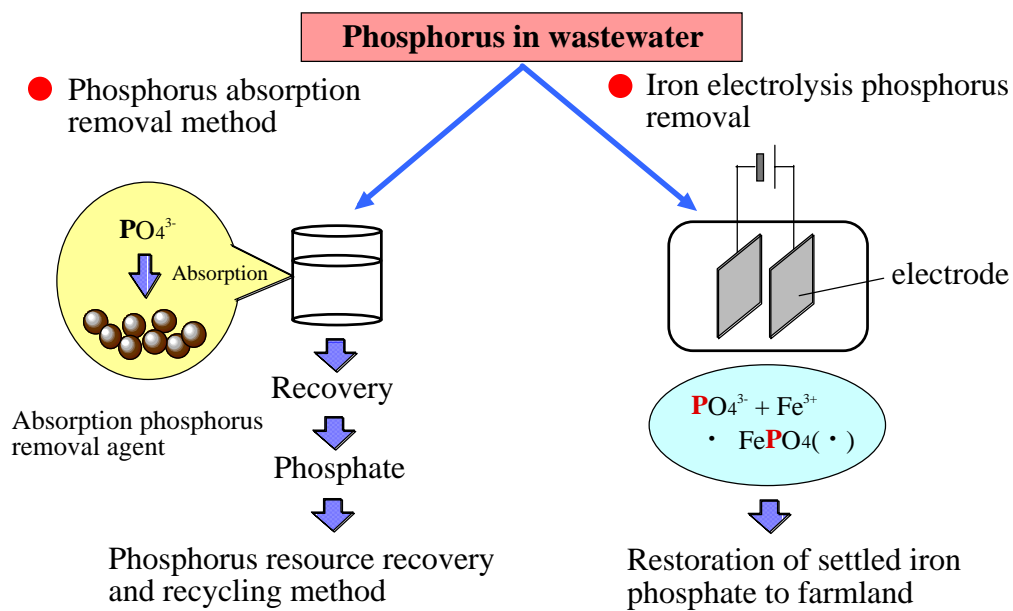 Phosphorus in wastewater
Phosphorus absorption
removal method
PO₄³⁻
Absorption
Absorption phosphorus
removal agent
Recovery
Phosphate
Phosphorus resource recovery
and recycling method
Iron electrolysis phosphorus
removal
electrode
PO₄³⁻ + Fe³⁺
・ FePO₄(・)
Restoration of settled iron
phosphate to farmland